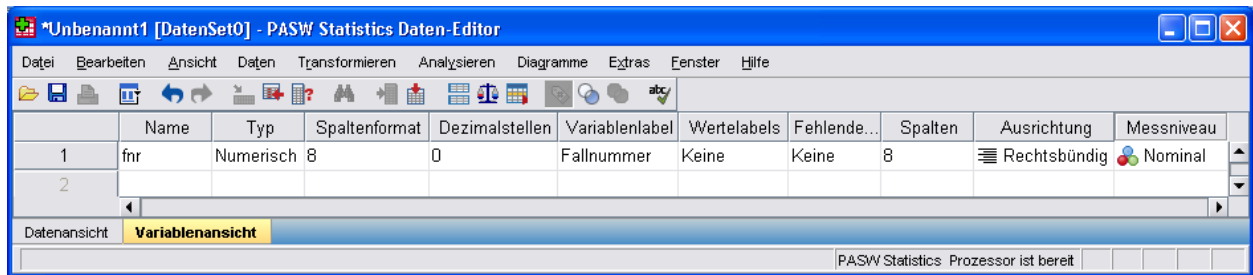 *Unbenannt1 [DatenSet0] - PASW Statistics Daten-Editor
Datei Bearbeiten Ansicht Daten Transformieren Analysieren Diagramme Extras Fenster Hilfe
Name Typ Spaltenformat Dezimalstellen Variablenlabel Wertelabels Fehlende... Spalten Ausrichtung Messniveau
1 fnr Numerisch 8 0 Fallnummer Keine Keine 8 Rechtsbündig Nominal
2
Datenansicht Variablenansicht
PASW Statistics Prozessor ist bereit